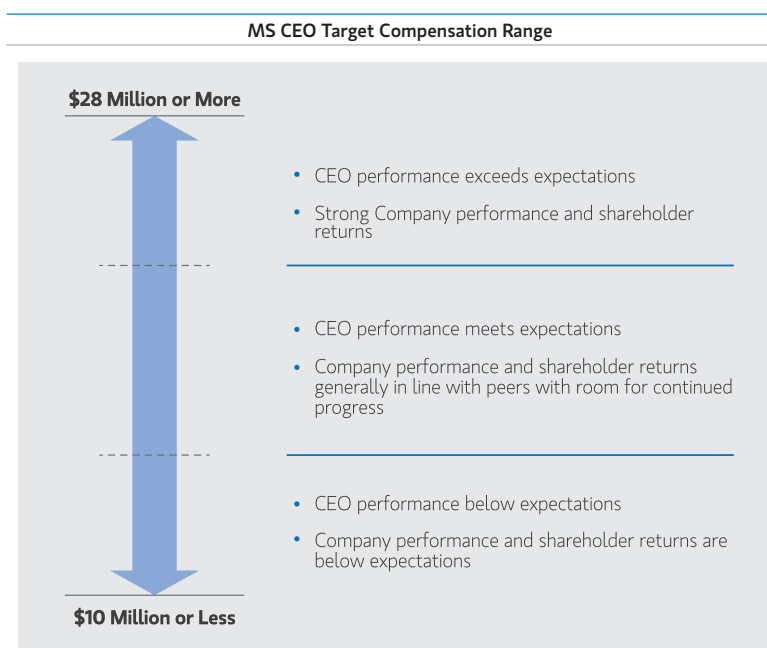 MS CEO Target Compensation Range
$28 Million or More
• CEO performance exceeds expectations
• Strong Company performance and shareholder
returns
• CEO performance meets expectations
• Company performance and shareholder returns
generally in line with peers with room for continued
progress
• CEO performance below expectations
• Company performance and shareholder returns are
below expectations
$10 Million or Less